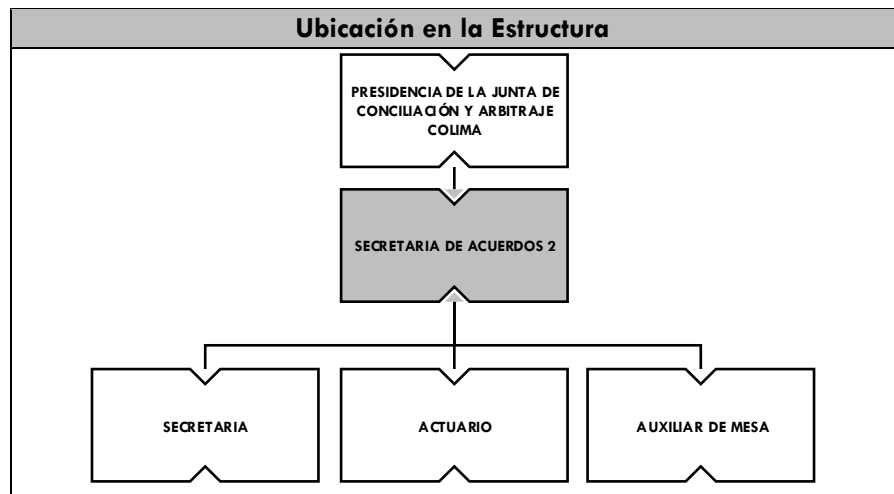 Ubicación en la Estructura
PRESIDENCIA DE LA JUNTA DE
CONCILIACIÓN Y ARBITRAJE
COLIMA
SECRETARIA DE ACUERDOS 2
SECRETARIA
ACTUARIO
AUXILIAR DE MESA